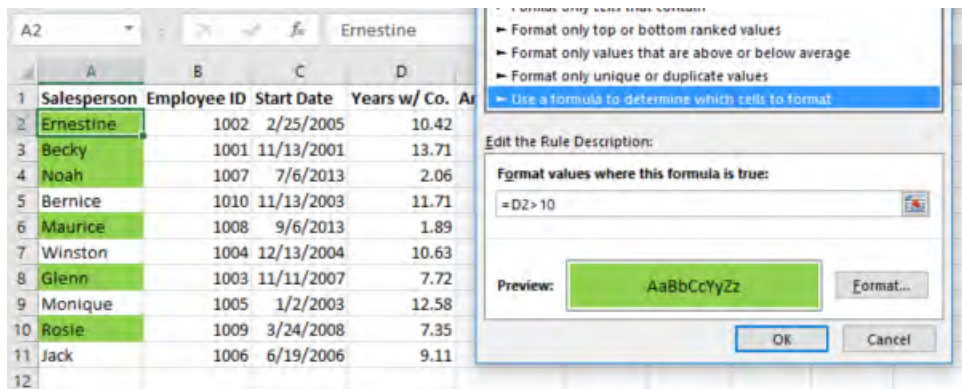 A2 fx Ernestine
A B C D
1 Salesperson Employee ID Start Date Years w/ Co.
2 Ernestine 1002 2/25/2005 10.42
3 Becky 1001 11/13/2001 13.71
4 Noah 1007 7/6/2013 2.06
5 Bernice 1010 11/13/2003 11.71
6 Maurice 1008 9/6/2013 1.89
7 Winston 1004 12/13/2004 10.63
8 Glenn 1003 11/11/2007 7.72
9 Monique 1005 1/2/2003 12.58
10 Rosie 1009 3/24/2008 7.35
11 Jack 1006 6/19/2006 9.11
12
► Format only cells that contain
► Format only top or bottom ranked values
► Format only values that are above or below average
► Format only unique or duplicate values
► Use a formula to determine which cells to format
Edit the Rule Description:
Format values where this formula is true:
=D2>10
Preview: AaBbCcYyZz Format...
OK Cancel